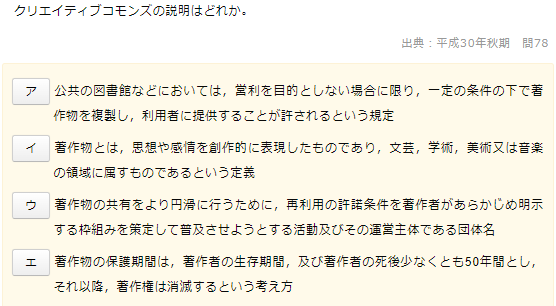 クリエイティブコモンズの説明はどれか。
出典：平成30年秋期　問78
ア　公共の図書館などにおいては，営利を目的としない場合に限り，一定の条件の下で著
作物を複製し，利用者に提供することが許されるという規定
イ　著作物とは，思想や感情を創作的に表現したものであり，文芸，学術，美術又は音楽
の領域に属すものであるという定義
ウ　著作物の共有をより円滑に行うために，再利用の許諾条件を著作者があらかじめ明示
する枠組みを策定して普及させようとする活動及びその運営主体である団体名
エ　著作物の保護期間は，著作者の生存期間，及び著作者の死後少なくとも50年間とし，
それ以降，著作権は消滅するという考え方